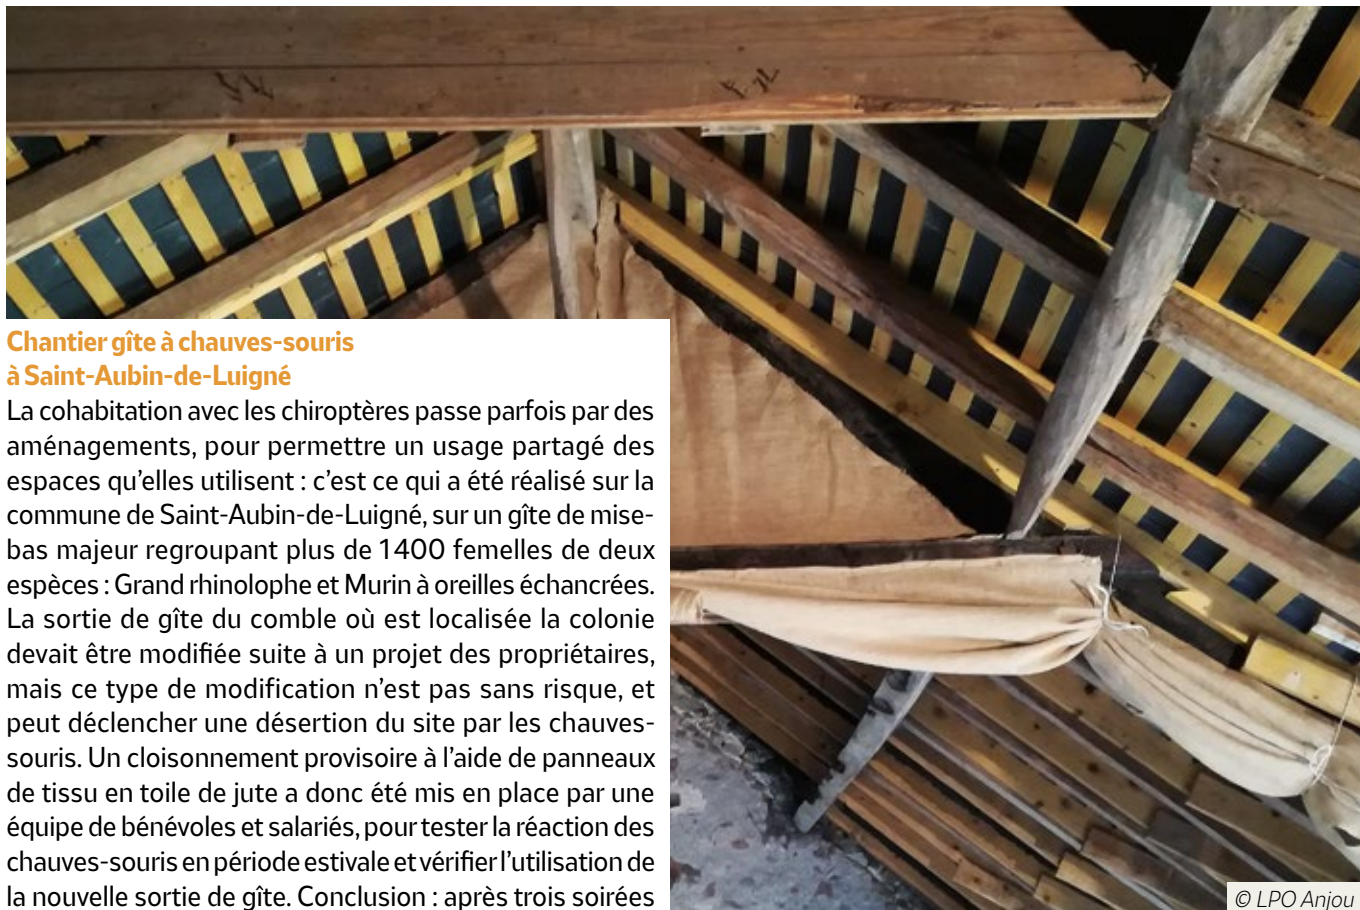 Chantier gîte à chauves-souris
à Saint-Aubin-de-Luigné
La cohabitation avec les chiroptères passe parfois par des
aménagements, pour permettre un usage partagé des
espaces qu’elles utilisent : c’est ce qui a été réalisé sur la
commune de Saint-Aubin-de-Luigné, sur un gîte de mise-
bas majeur regroupant plus de 1400 femelles de deux
espèces : Grand rhinolophe et Murin à oreilles échancrées.
La sortie de gîte du comble où est localisée la colonie
devait être modifiée suite à un projet des propriétaires,
mais ce type de modification n’est pas sans risque, et
peut déclencher une désertion du site par les chauves-
souris. Un cloisonnement provisoire à l’aide de panneaux
de tissu en toile de jute a donc été mis en place par une
équipe de bénévoles et salariés, pour tester la réaction des
chauves-souris en période estivale et vérifier l’utilisation de
la nouvelle sortie de gîte. Conclusion : après trois soirées
© LPO Anjou